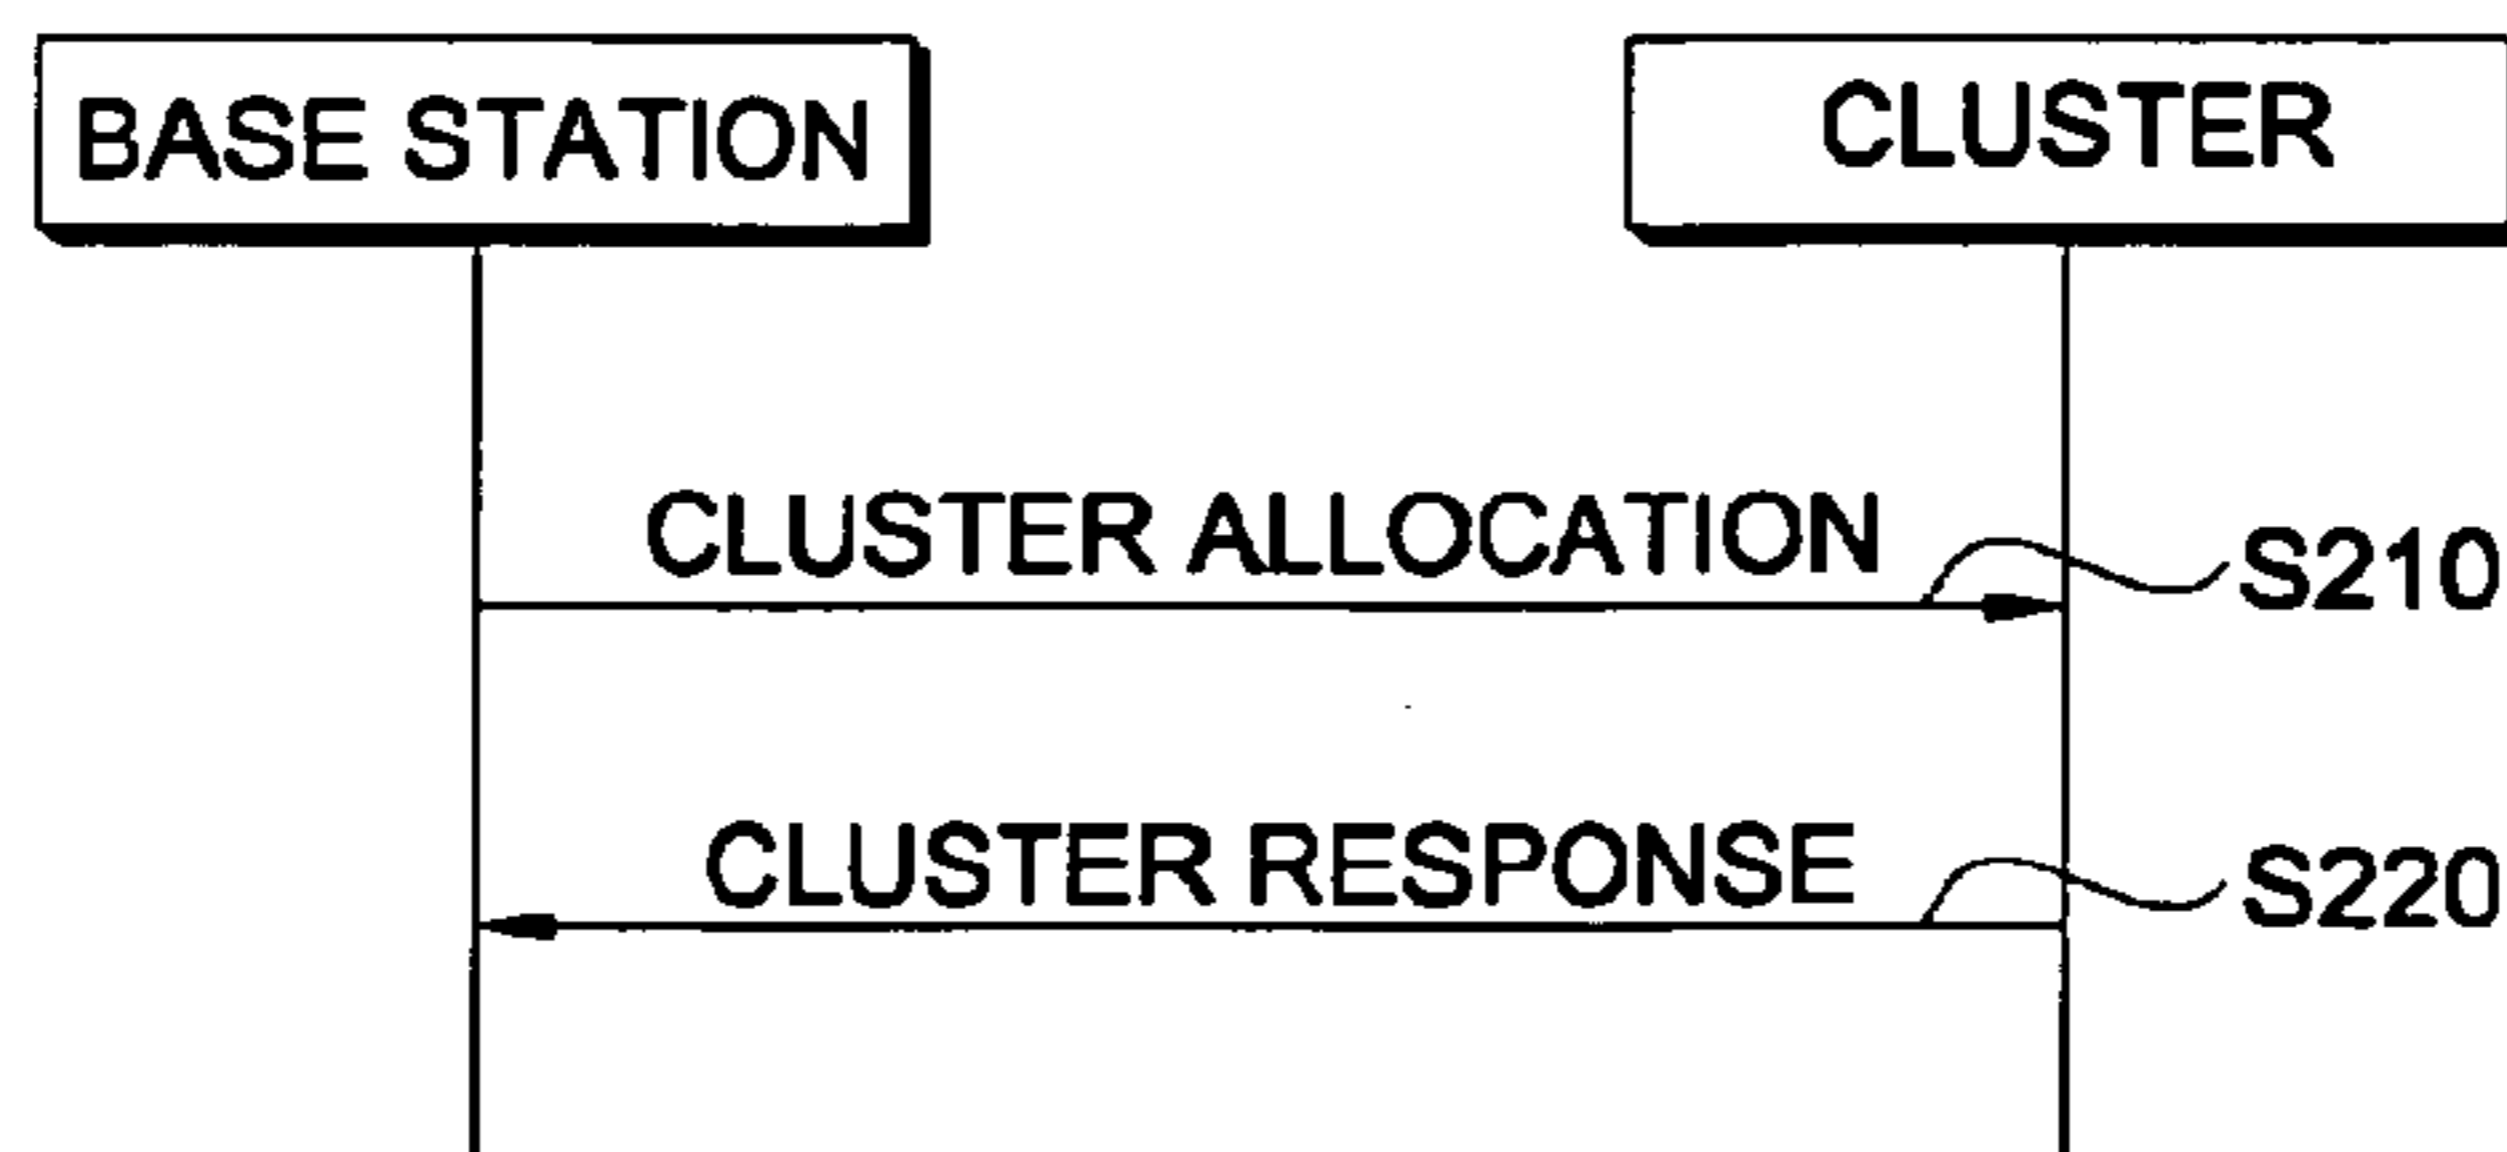 BASE STATION
CLUSTER
CLUSTER ALLOCATION
S210
CLUSTER RESPONSE
S220